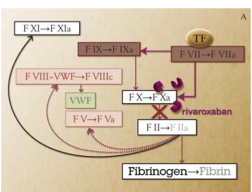 A
F XI→F XIa
TF
F IX→F IXa
F VII→F VIIa
F VIII-VWF→F VIIIc
VWF
F X→F Xa
rivaroxaban
F V→F Va
F II→F IIa
Fibrinogen→Fibrin